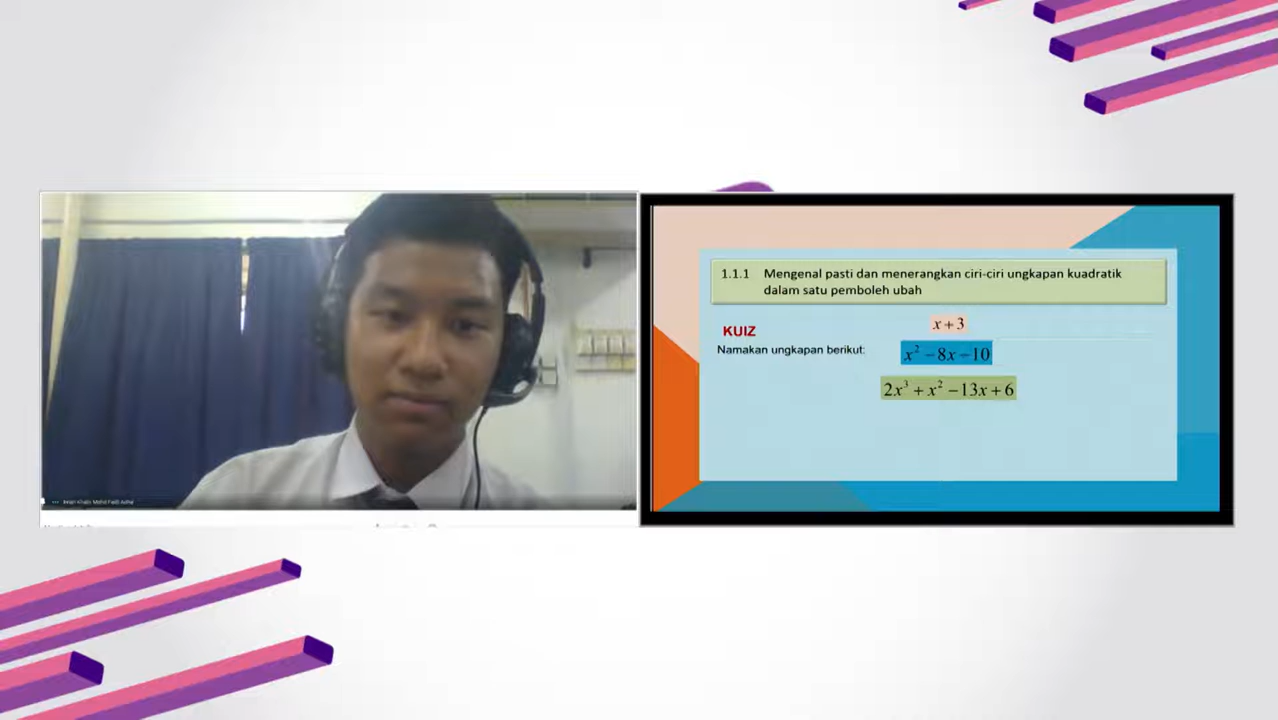 1.1.1 Mengenal pasti dan menerangkan ciri-ciri ungkapan kuadratik
dalam satu pemboleh ubah
KUIZ
x + 3
Namakan ungkapan berikut:
x² − 8x − 10
2x³ + x² − 13x + 6